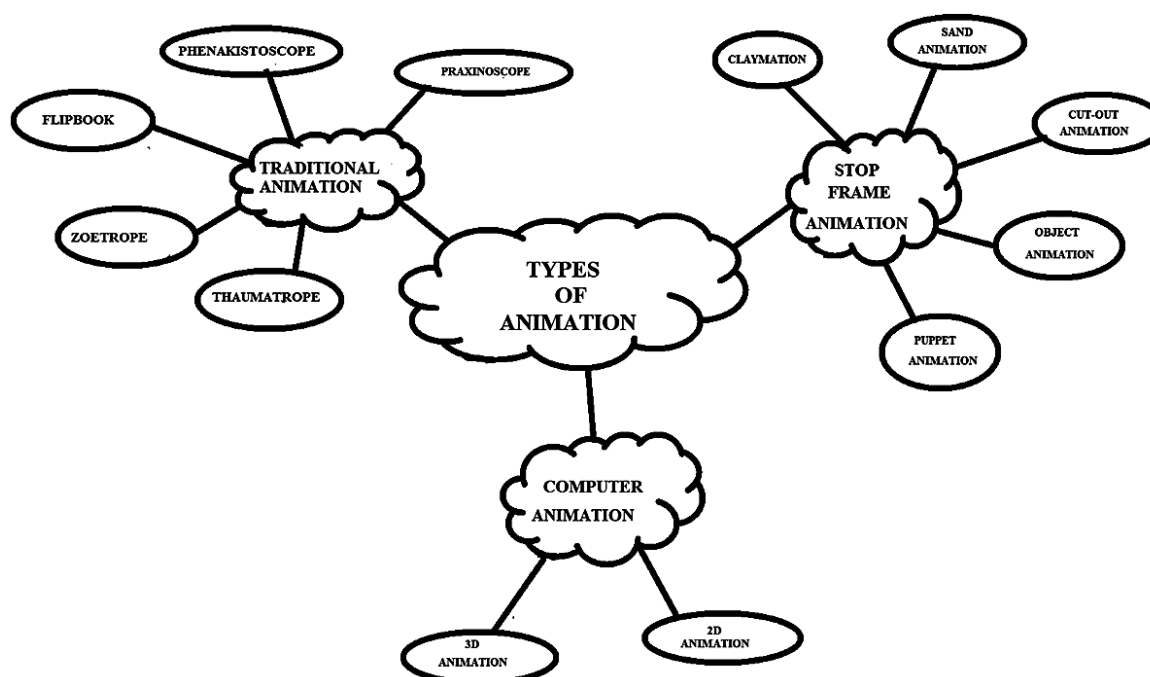 PHENAKISTOSCOPE
PRAXINOSCOPE
FLIPBOOK
TRADITIONAL
ANIMATION
ZOETROPE
THAUMATROPE
CLAYMATION
SAND
ANIMATION
CUT-OUT
ANIMATION
STOP
FRAME
ANIMATION
OBJECT
ANIMATION
PUPPET
ANIMATION
TYPES
OF
ANIMATION
COMPUTER
ANIMATION
3D
ANIMATION
2D
ANIMATION